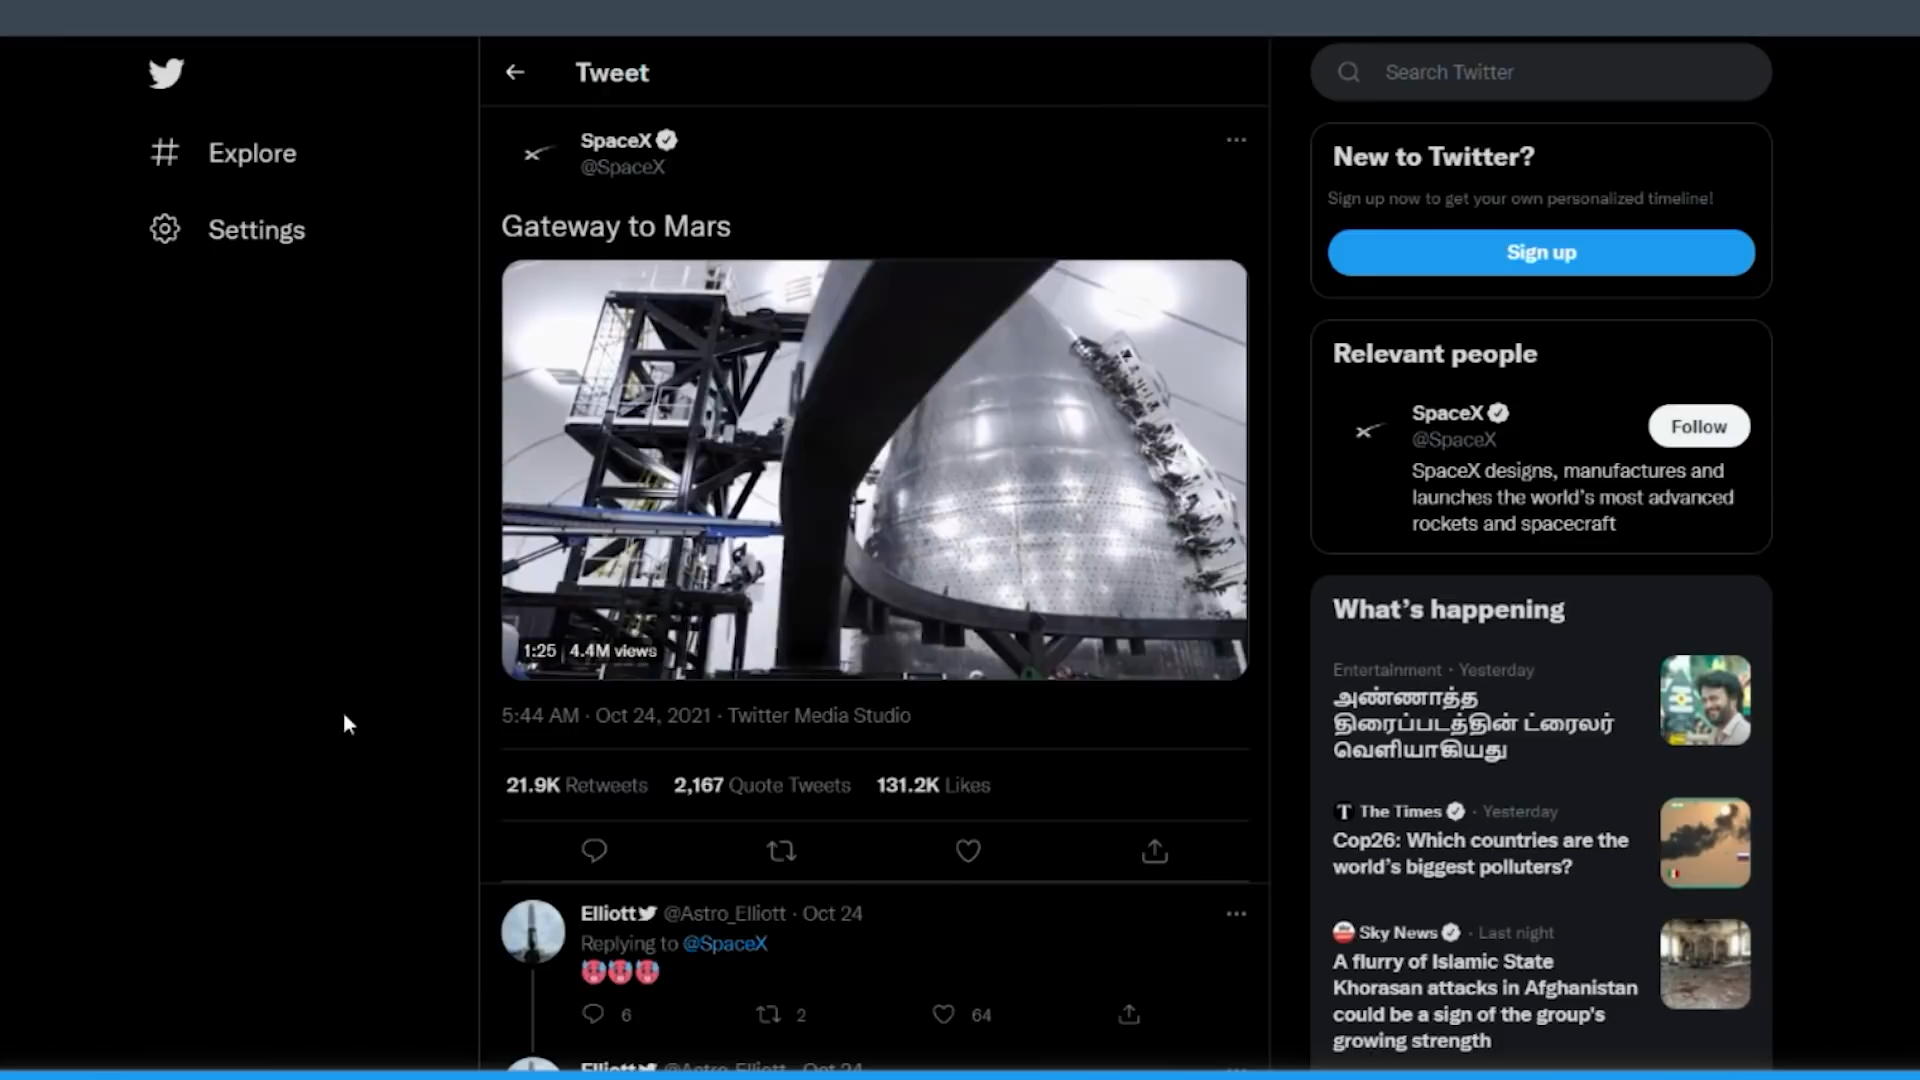 Tweet
Search Twitter
Explore
Settings
SpaceX
@SpaceX
Gateway to Mars
1:25 4.4M views
5:44 AM · Oct 24, 2021 · Twitter Media Studio
21.9K Retweets 2,167 Quote Tweets 131.2K Likes
Elliott @Astro_Elliott · Oct 24
Replying to @SpaceX
🥵🥵🥵
6 2 64
Elliott @Astro_Elliott · Oct 24
New to Twitter?
Sign up now to get your own personalized timeline!
Sign up
Relevant people
SpaceX
@SpaceX
Follow
SpaceX designs, manufactures and
launches the world's most advanced
rockets and spacecraft
What's happening
Entertainment · Yesterday
அண்ணாத்த
திரைப்படத்தின் ட்ரைலர்
வெளியாகியது
T The Times · Yesterday
Cop26: Which countries are the
world's biggest polluters?
Sky News · Last night
A flurry of Islamic State
Khorasan attacks in Afghanistan
could be a sign of the group's
growing strength